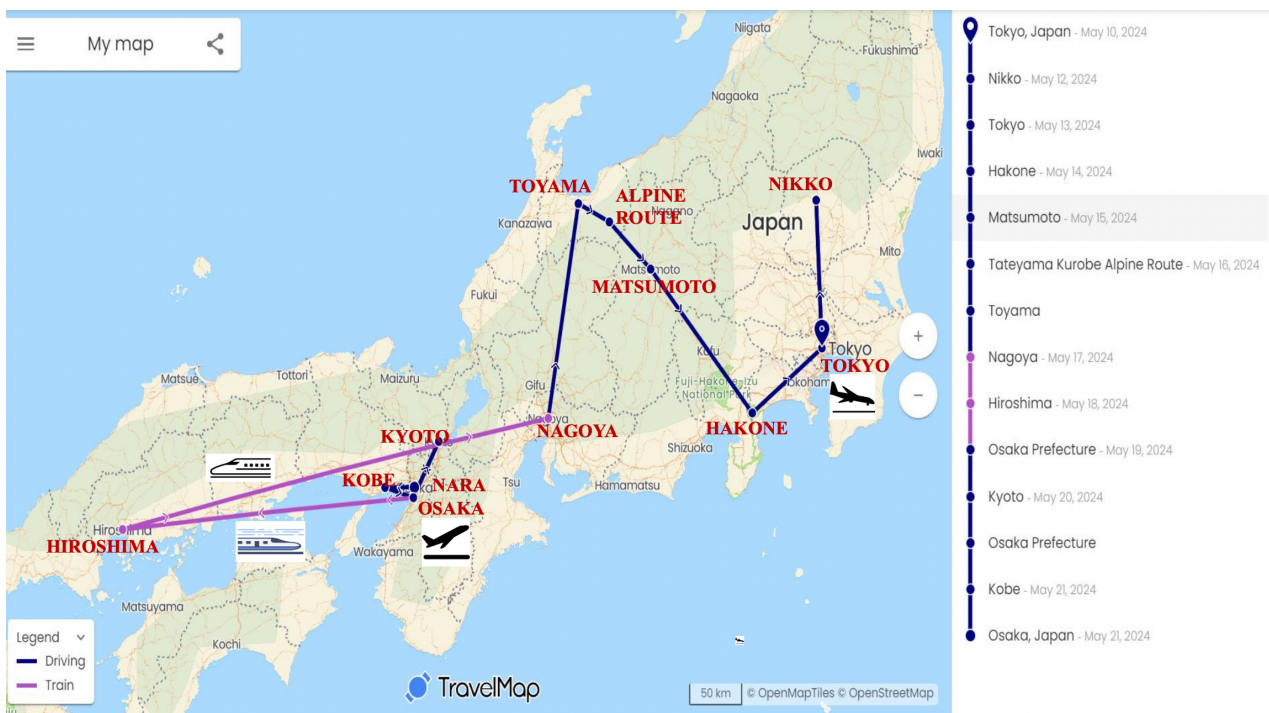 My map
Niigata
Fukushima
Nagaoka
Iwaki
TOYAMA
NIKKO
ALPINE
ROUTE
Nagano
Kanazawa
Japan
Mito
Matsumoto
MATSUMOTO
Fukui
Kofu
Tokyo
TOKYO
Matsue
Tottori
Maizuru
Gifu
Fuji-Hakone-Izu
National Park
Yokohama
Nagoya
NAGOYA
HAKONE
KYOTO
Shizuoka
KOBE
NARA
Tsu
Hamamatsu
OSAKA
Hiroshima
HIROSHIMA
Wakayama
Matsuyama
Kochi
Legend
Driving
Train
TravelMap
50 km
© OpenMapTiles © OpenStreetMap
+
−
Tokyo, Japan - May 10, 2024
Nikko - May 12, 2024
Tokyo - May 13, 2024
Hakone - May 14, 2024
Matsumoto - May 15, 2024
Tateyama Kurobe Alpine Route - May 16, 2024
Toyama
Nagoya - May 17, 2024
Hiroshima - May 18, 2024
Osaka Prefecture - May 19, 2024
Kyoto - May 20, 2024
Osaka Prefecture
Kobe - May 21, 2024
Osaka, Japan - May 21, 2024